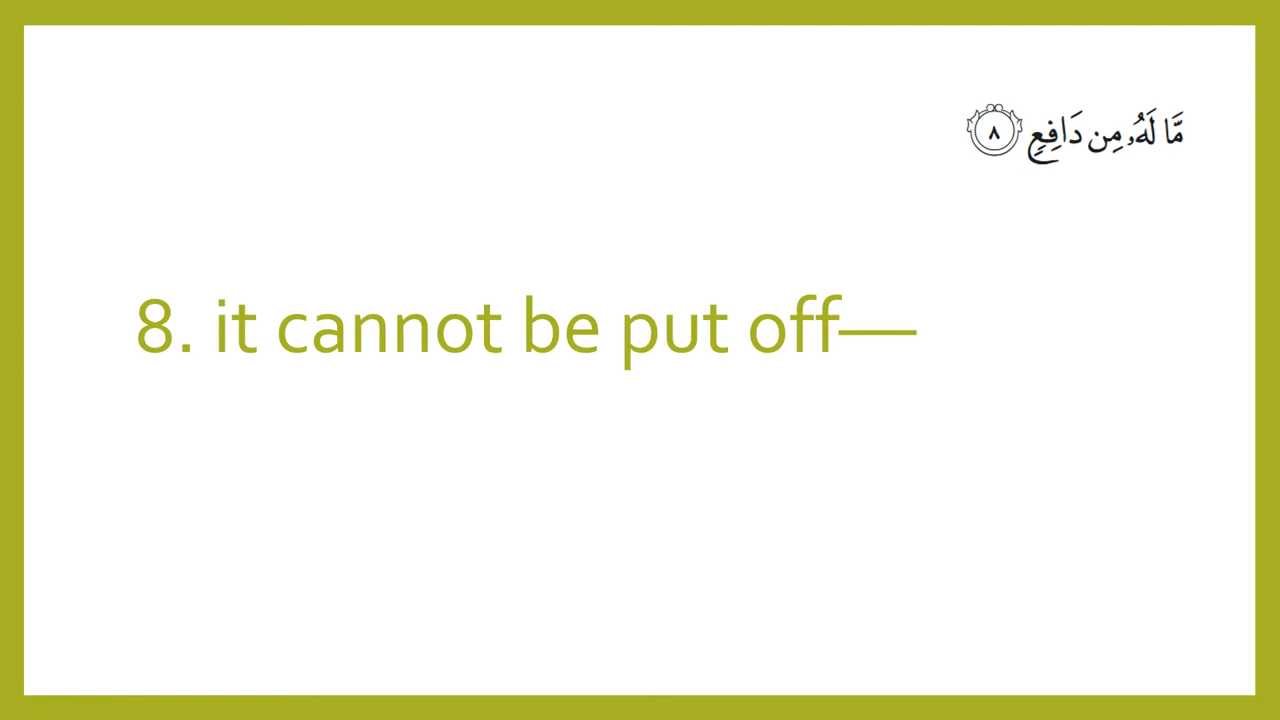 مَّا لَهُۥ مِن دَافِعٍ ٨
8. it cannot be put off—